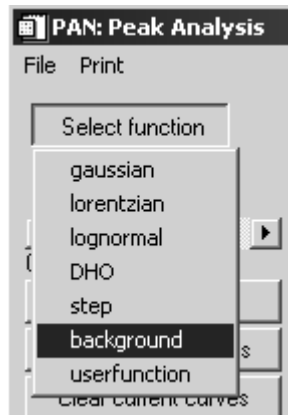 PAN: Peak Analysis
File Print
Select function
gaussian
lorentzian
lognormal
DHO
step
background
userfunction
Clear current curves